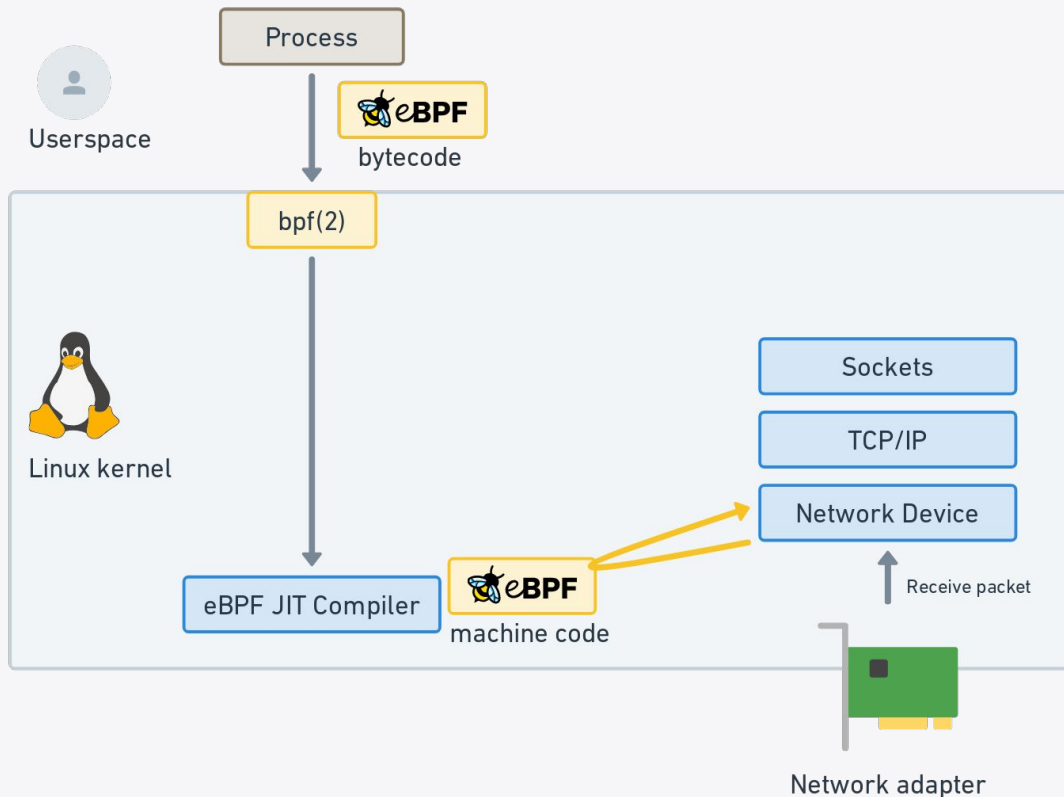 Process
eBPF
Userspace
bytecode
bpf(2)
Sockets
TCP/IP
Linux kernel
Network Device
eBPF JIT Compiler
eBPF
Receive packet
machine code
Network adapter